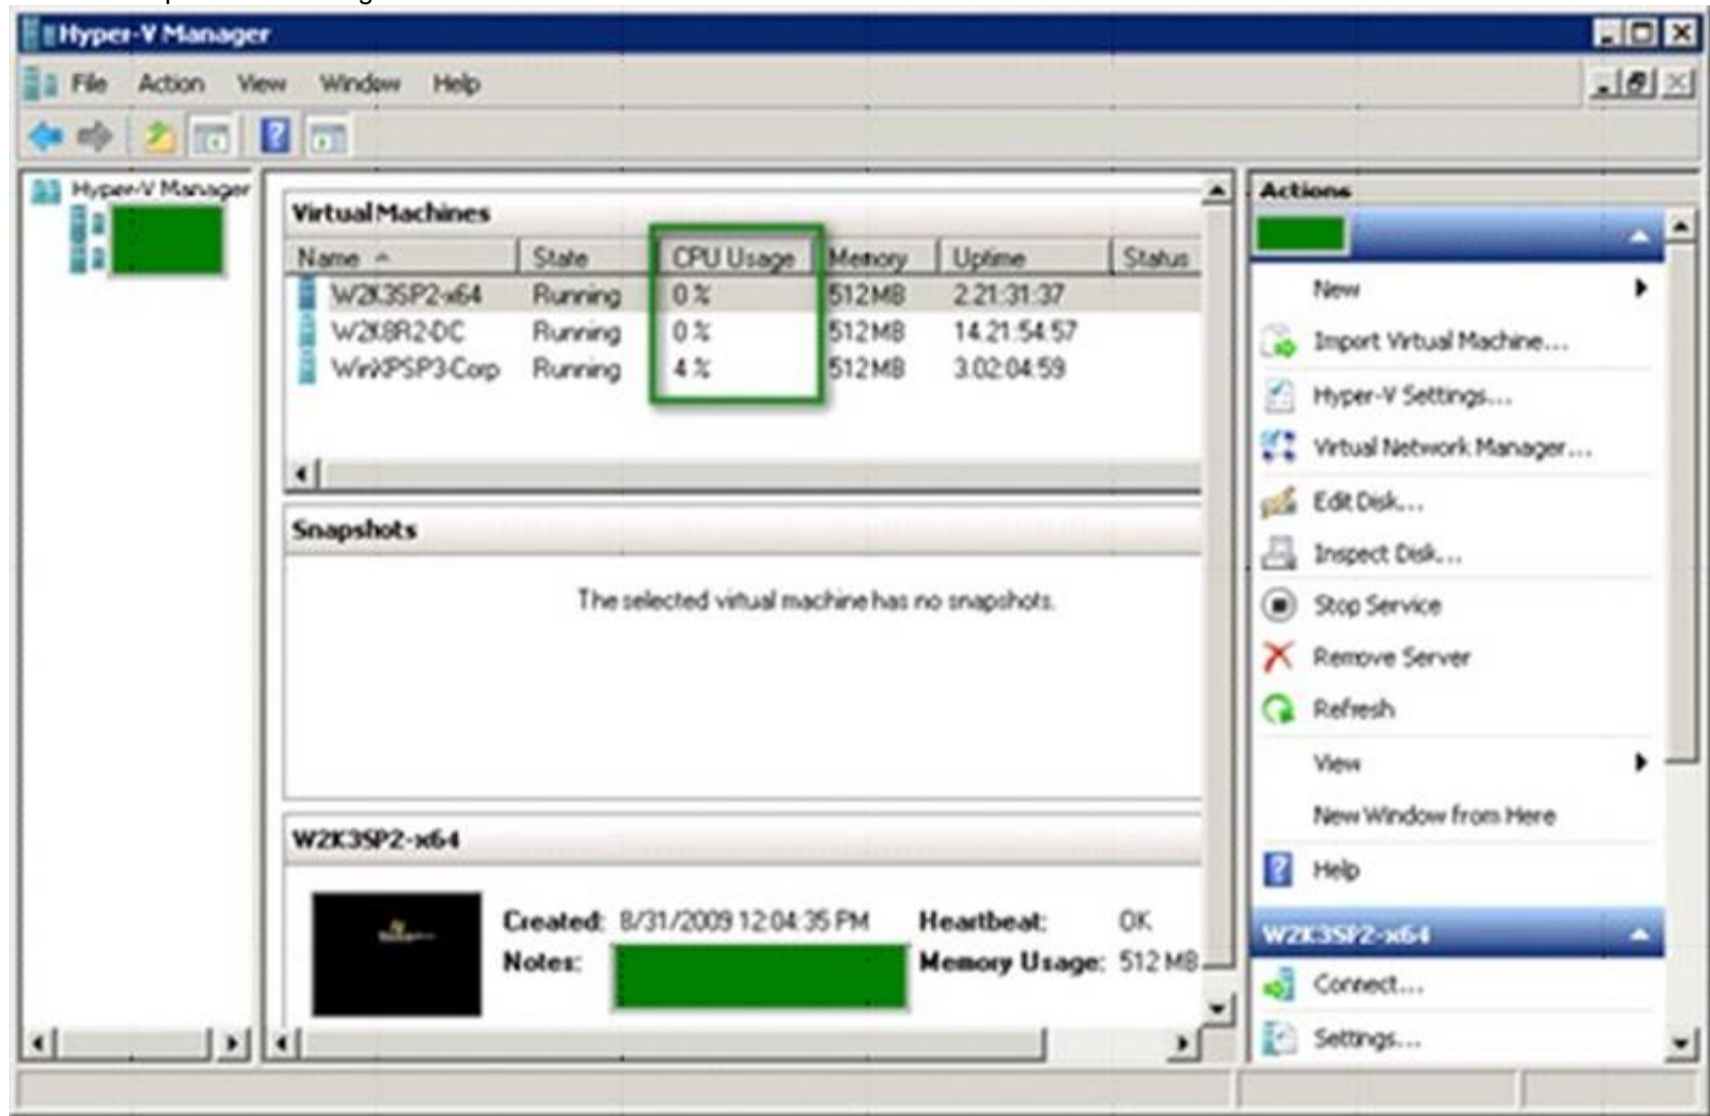 Hyper-V Manager
File Action View Window Help
Hyper-V Manager
Virtual Machines
Name State CPU Usage Memory Uptime Status
W2K3SP2-x64 Running 0 % 512 MB 2.21:31:37
W2K8R2-DC Running 0 % 512 MB 14.21:54:57
WinXPSP3-Corp Running 4 % 512 MB 3.02:04:59
Snapshots
The selected virtual machine has no snapshots.
W2K3SP2-x64
Created: 8/31/2009 12:04:35 PM Heartbeat: OK
Notes: Memory Usage: 512 MB
Actions
New
Import Virtual Machine...
Hyper-V Settings...
Virtual Network Manager...
Edit Disk...
Inspect Disk...
Stop Service
Remove Server
Refresh
View
New Window from Here
Help
W2K3SP2-x64
Connect...
Settings...